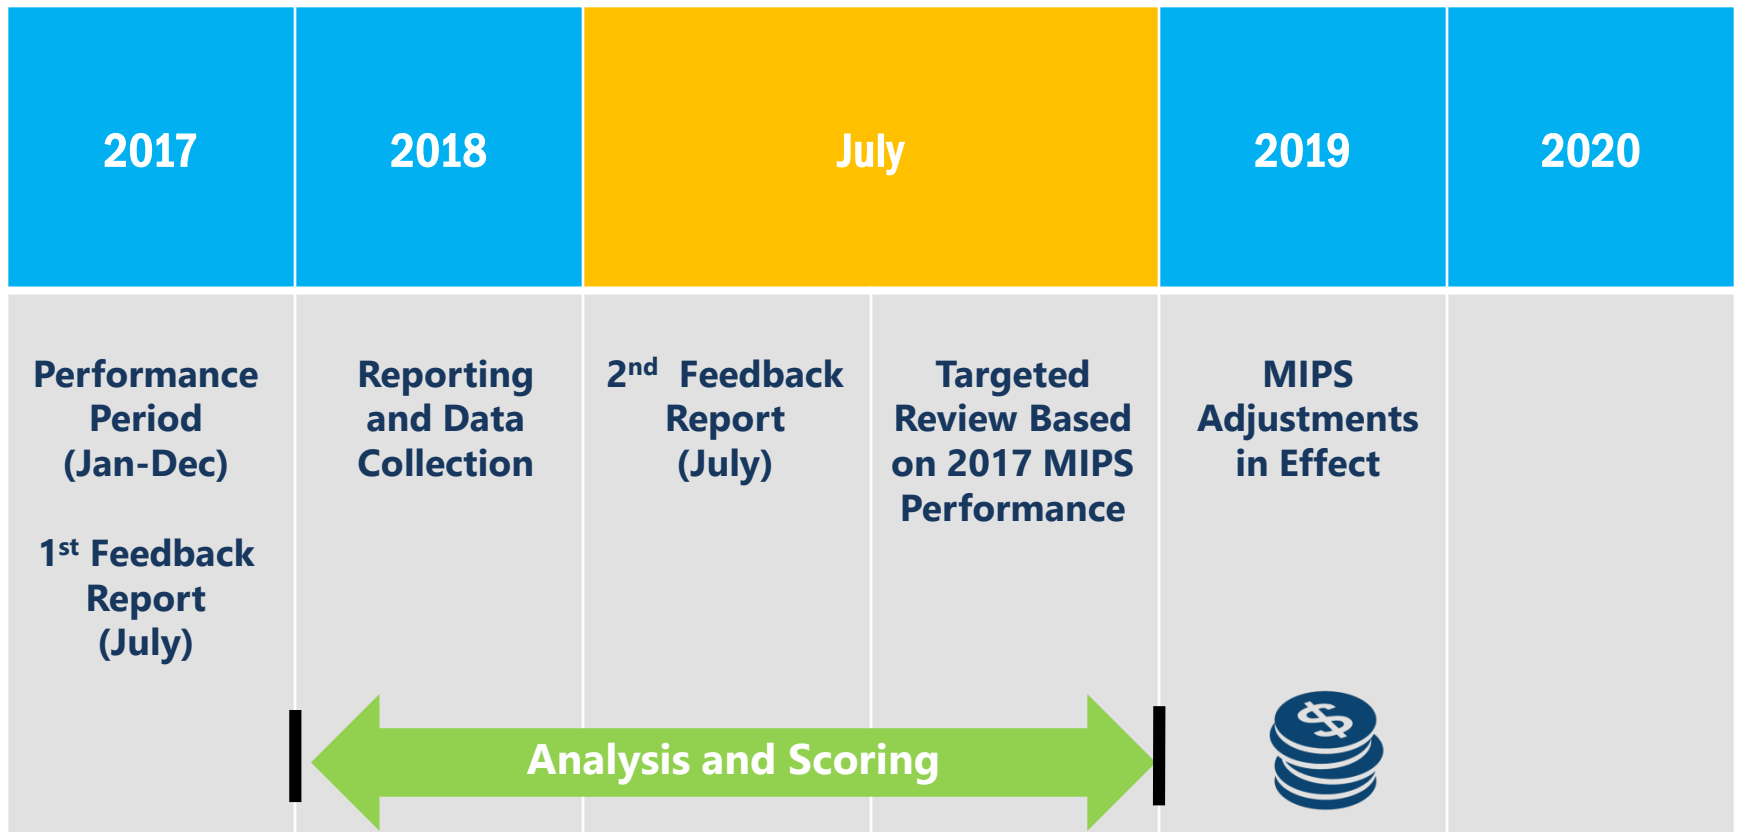 2017
2018
July
2019
2020
Performance
Period
(Jan-Dec)
1st Feedback
Report
(July)
Reporting
and Data
Collection
2nd Feedback
Report
(July)
Targeted
Review Based
on 2017 MIPS
Performance
MIPS
Adjustments
in Effect
Analysis and Scoring
$